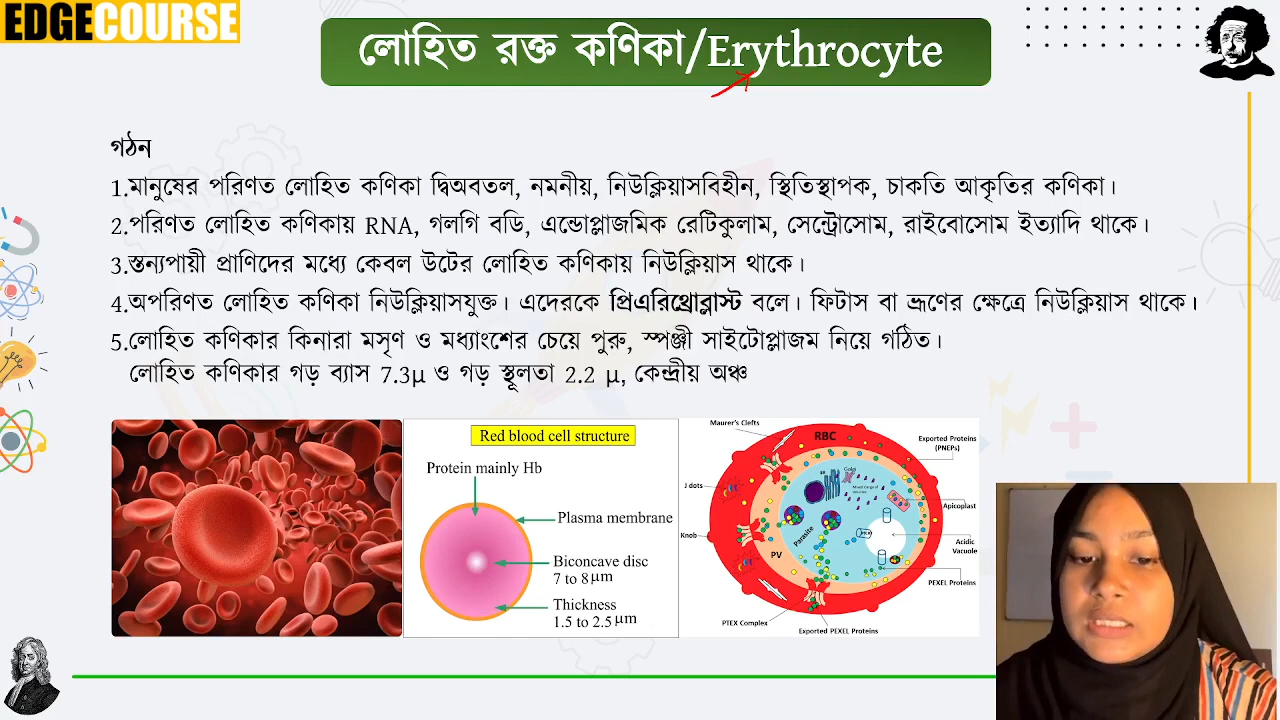 EDGECOURSE
লোহিত রক্ত কণিকা/Erythrocyte
গঠন
1.মানুষের পরিণত লোহিত কণিকা দ্বিঅবতল, নমনীয়, নিউক্লিয়াসবিহীন, স্থিতিস্থাপক, চাকতি আকৃতির কণিকা।
2.পরিণত লোহিত কণিকায় RNA, গলগি বডি, এন্ডোপ্লাজমিক রেটিকুলাম, সেন্ট্রোসোম, রাইবোসোম ইত্যাদি থাকে।
3.স্তন্যপায়ী প্রাণিদের মধ্যে কেবল উটের লোহিত কণিকায় নিউক্লিয়াস থাকে।
4.অপরিণত লোহিত কণিকা নিউক্লিয়াসযুক্ত। এদেরকে প্রিএরিথ্রোব্লাস্ট বলে। ফিটাস বা ভ্রূণের ক্ষেত্রে নিউক্লিয়াস থাকে।
5.লোহিত কণিকার কিনারা মসৃণ ও মধ্যাংশের চেয়ে পুরু, স্পঞ্জী সাইটোপ্লাজম নিয়ে গঠিত।
লোহিত কণিকার গড় ব্যাস 7.3μ ও গড় স্থূলতা 2.2 μ, কেন্দ্রীয় অঞ্চ
Red blood cell structure
Protein mainly Hb
Plasma membrane
Biconcave disc
7 to 8μm
Thickness
1.5 to 2.5μm
Maurer's Clefts
RBC
Exported Proteins
(PNEPs)
Golgi
J dots
Apicoplast
Knob
Parasite
Acidic
Vacuole
PV
PEXEL Proteins
PTEX Complex
Exported PEXEL Proteins